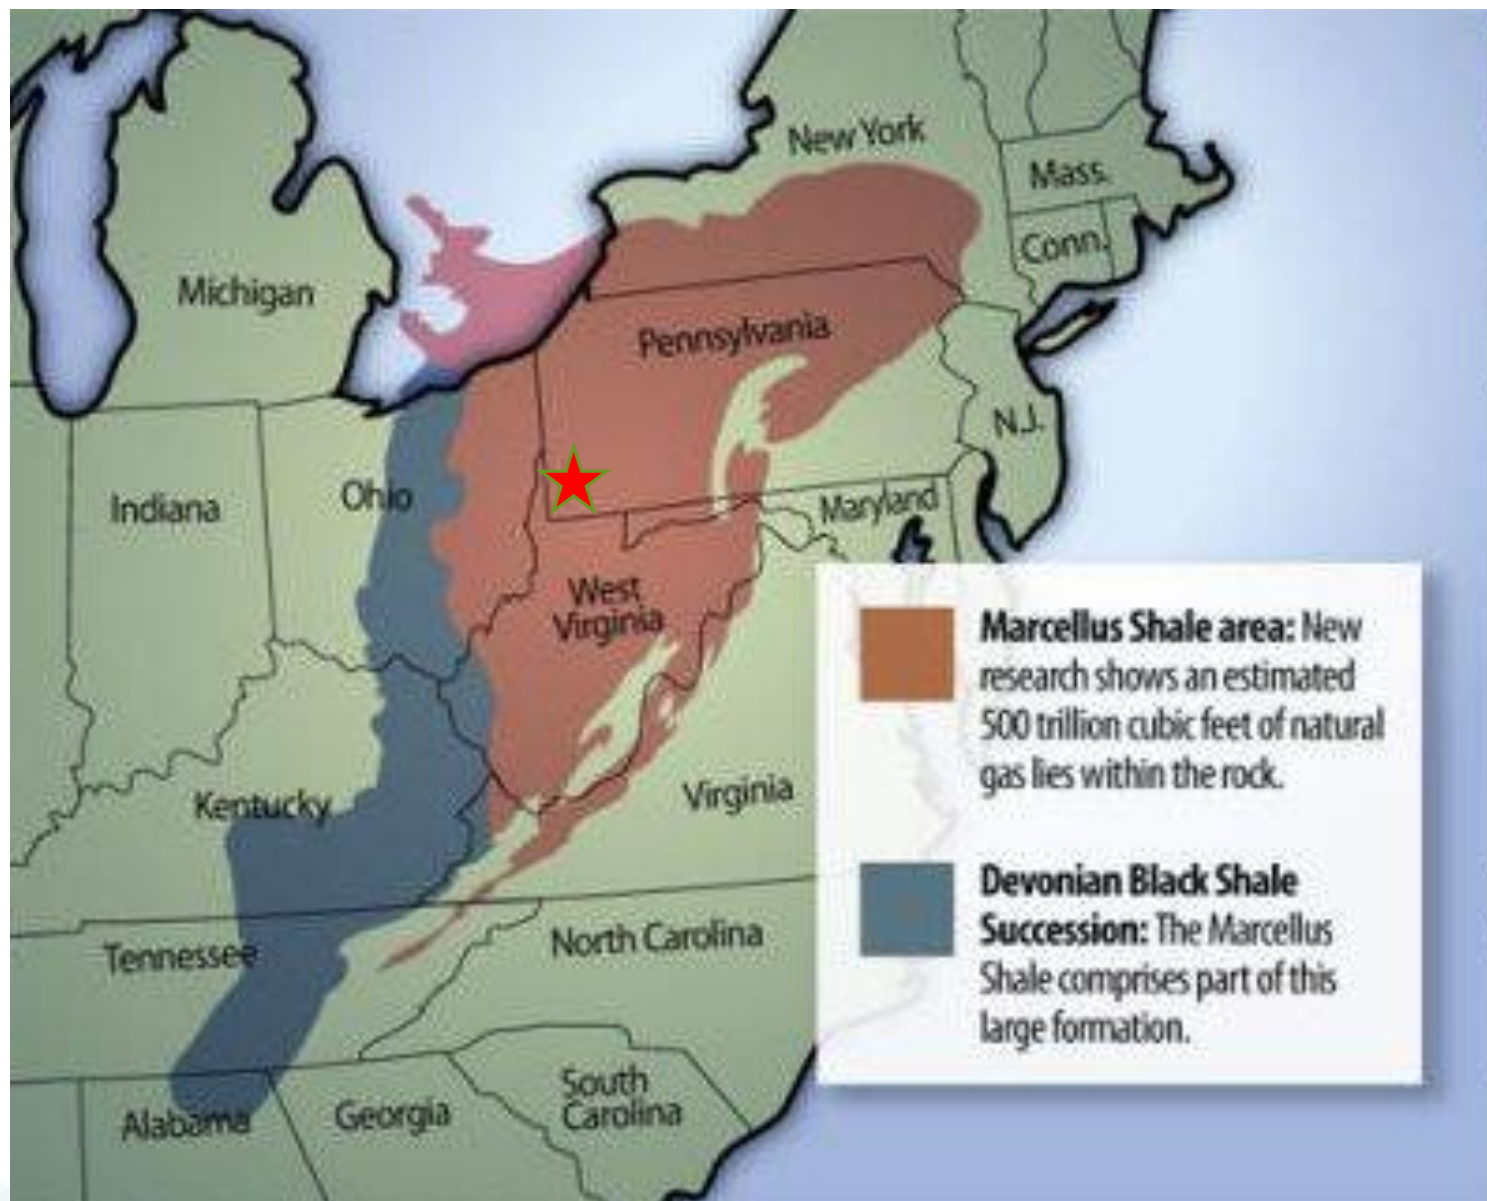 New York
Mass.
Conn.
Michigan
Pennsylvania
N.J.
Indiana
Ohio
Maryland
West
Virginia
Kentucky
Virginia
Tennessee
North Carolina
Alabama
Georgia
South
Carolina
Marcellus Shale area: New
research shows an estimated
500 trillion cubic feet of natural
gas lies within the rock.
Devonian Black Shale
Succession: The Marcellus
Shale comprises part of this
large formation.